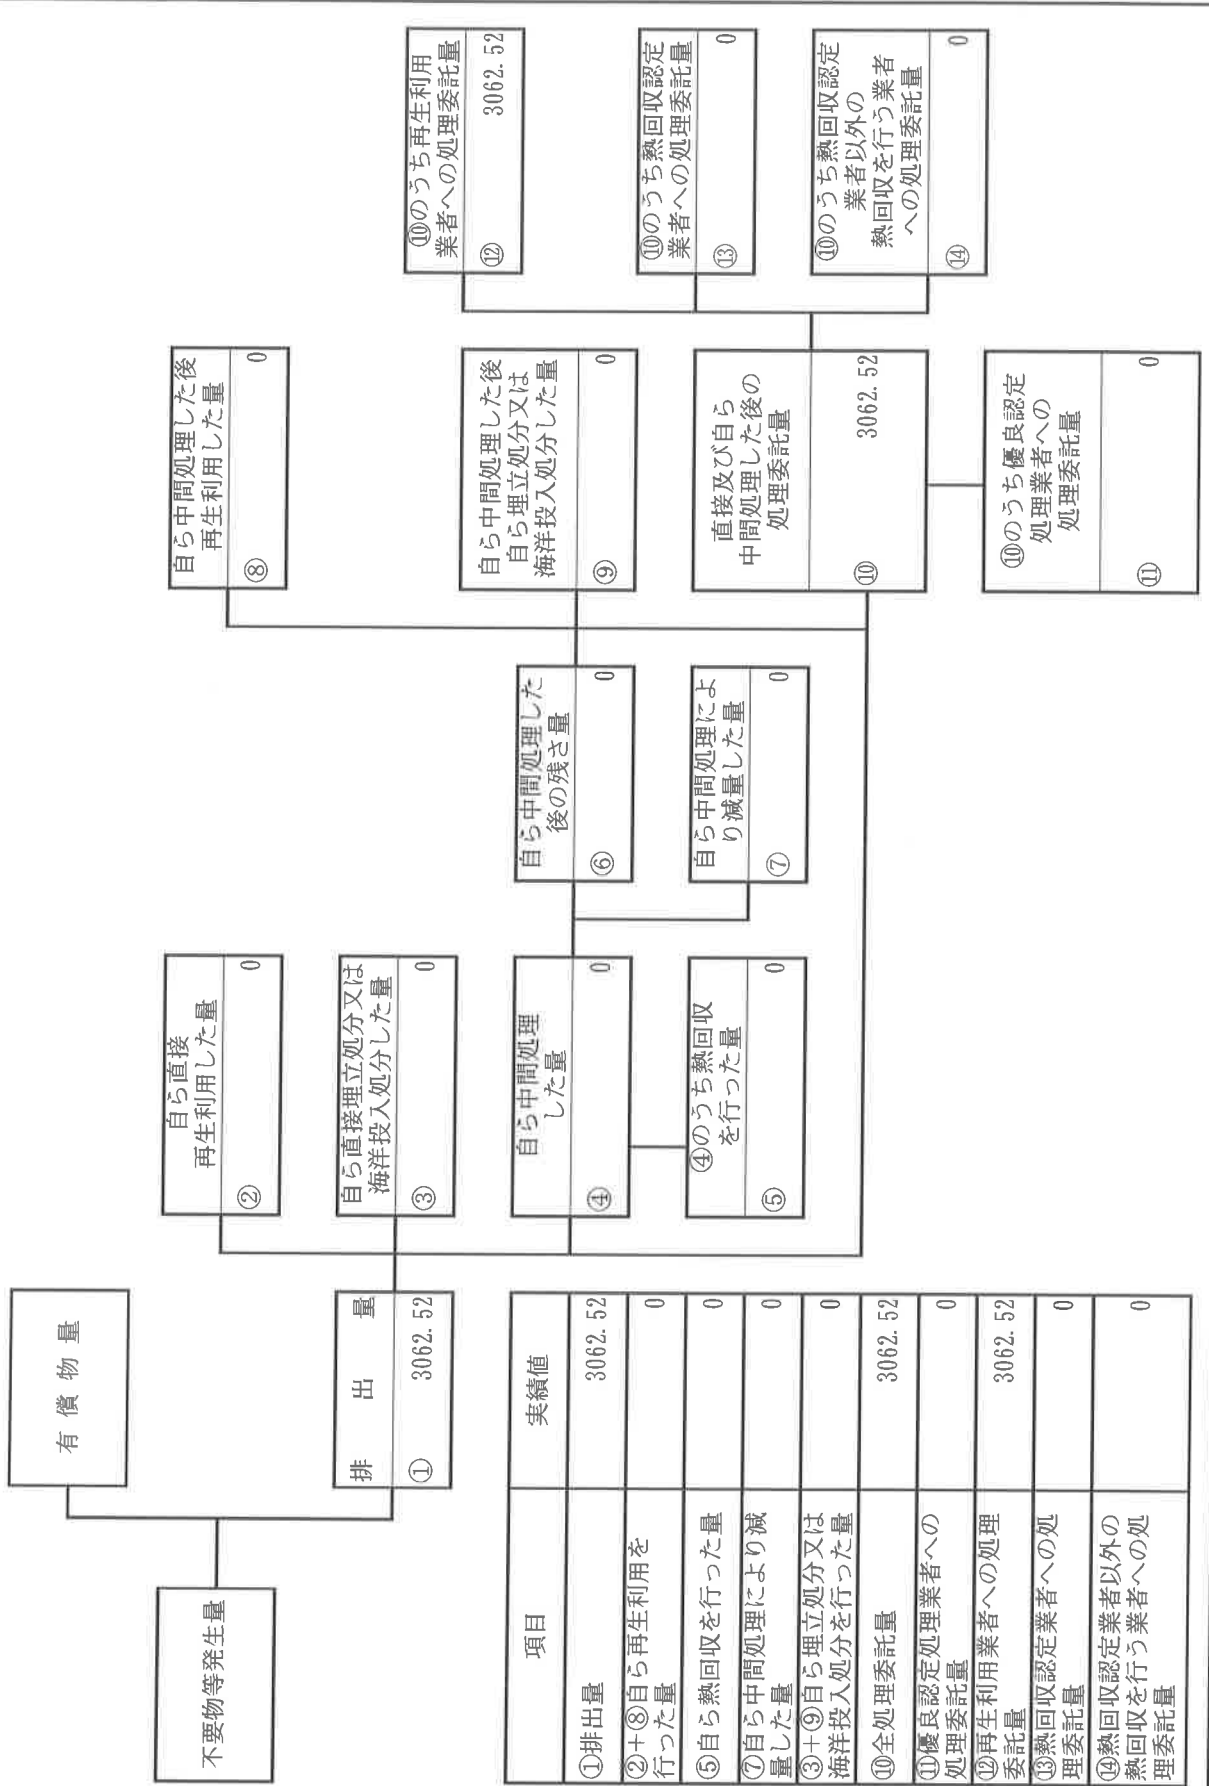 有償物量
不要物等発生量
排出量
① 3062.52
自ら直接
再生利用した量
② 0
自ら直接埋立処分又は
海洋投入処分した量
③ 0
自ら中間処理
した量
④ 0
④のうち熱回収
を行った量
⑤ 0
自ら中間処理した
後の残さ量
⑥ 0
自ら中間処理によ
り減量した量
⑦ 0
自ら中間処理した後
再生利用した量
⑧ 0
自ら中間処理した後
自ら埋立処分又は
海洋投入処分した量
⑨ 0
直接及び自ら
中間処理した後の
処理委託量
⑩ 3062.52
⑩のうち優良認定
処理業者への
処理委託量
⑪ 0
⑩のうち再生利用
業者への処理委託量
⑫ 3062.52
⑩のうち熱回収認定
業者への処理委託量
⑬ 0
⑩のうち熱回収認定
業者以外の
熱回収を行う業者
への処理委託量
⑭ 0
項目 実績値
①排出量 3062.52
②+⑧自ら再生利用を
行った量 0
⑤自ら熱回収を行った量 0
⑦自ら中間処理により減
量した量 0
③+⑨自ら埋立処分又は
海洋投入処分を行った量 0
⑩全処理委託量 3062.52
⑪優良認定処理業者への
処理委託量 0
⑫再生利用業者への処理
委託量 3062.52
⑬熱回収認定業者への処
理委託量 0
⑭熱回収認定業者以外の
熱回収を行う業者への処
理委託量 0